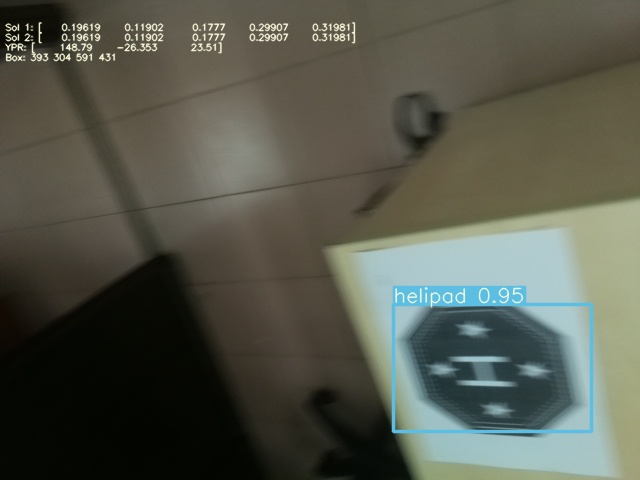 Sol 1: [ 0.19619 0.11902 0.1777 0.29907 0.31981]
Sol 2: [ 0.19619 0.11902 0.1777 0.29907 0.31981]
YPR: [ 148.79 -26.353 23.51]
Box: 393 304 591 431
helipad 0.95
H